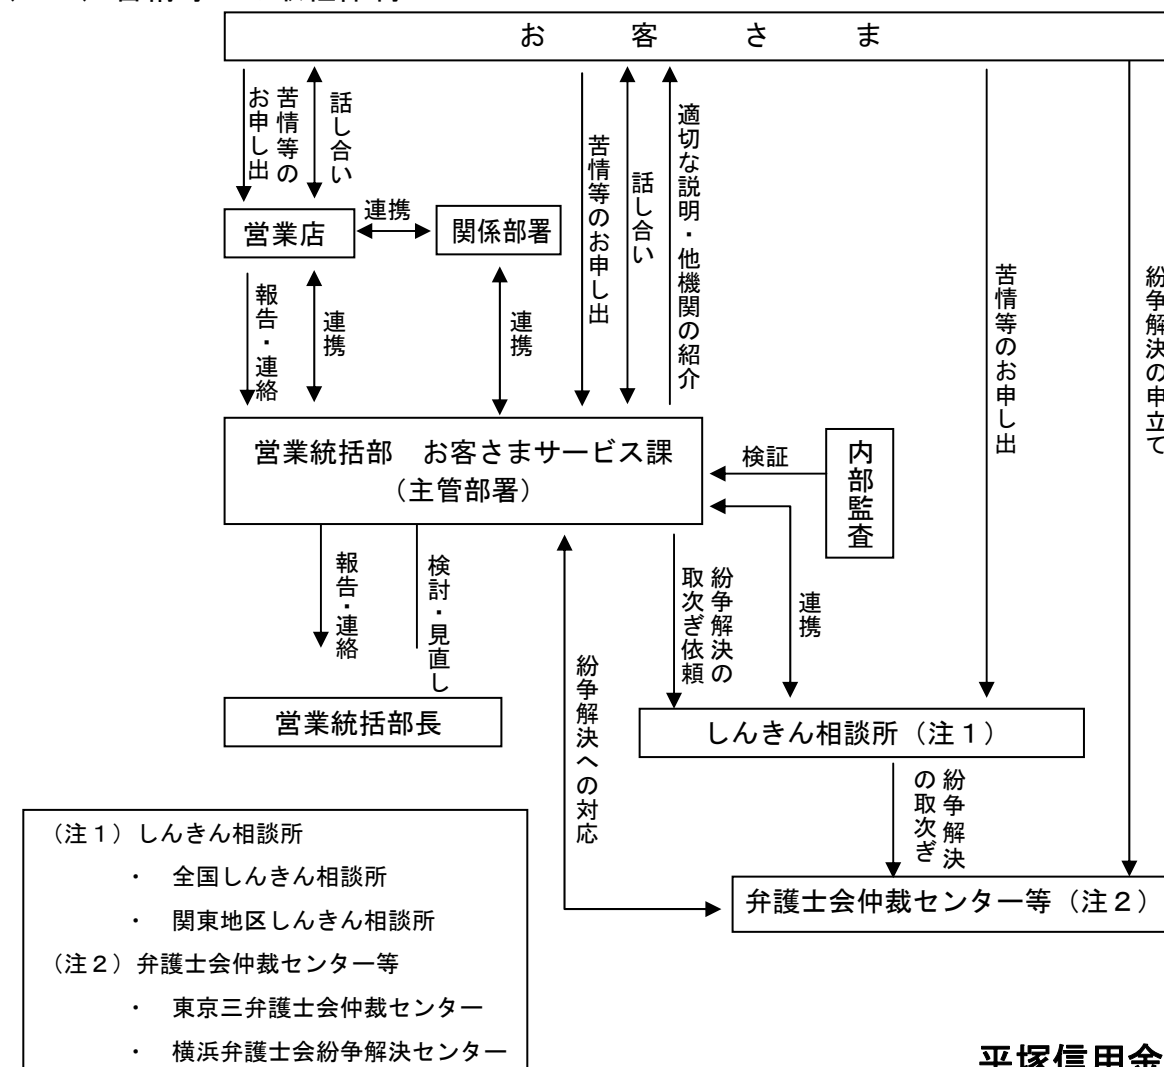 お客さま
苦情等の
お申し出
話し合い
苦情等のお申し出
話し合い
適切な説明・他機関の紹介
苦情等のお申し出
紛争解決の申立て
営業店
連携
関係部署
報告・連絡
連携
連携
営業統括部　お客さまサービス課
（主管部署）
検証
内部監査
報告・連絡
検討・見直し
紛争解決への対応
紛争解決の
取次ぎ依頼
連携
営業統括部長
しんきん相談所（注１）
紛争解決
の取次ぎ
弁護士会仲裁センター等（注２）
（注１）しんきん相談所
・　全国しんきん相談所
・　関東地区しんきん相談所
（注２）弁護士会仲裁センター等
・　東京三弁護士会仲裁センター
・　横浜弁護士会紛争解決センター
平塚信用金